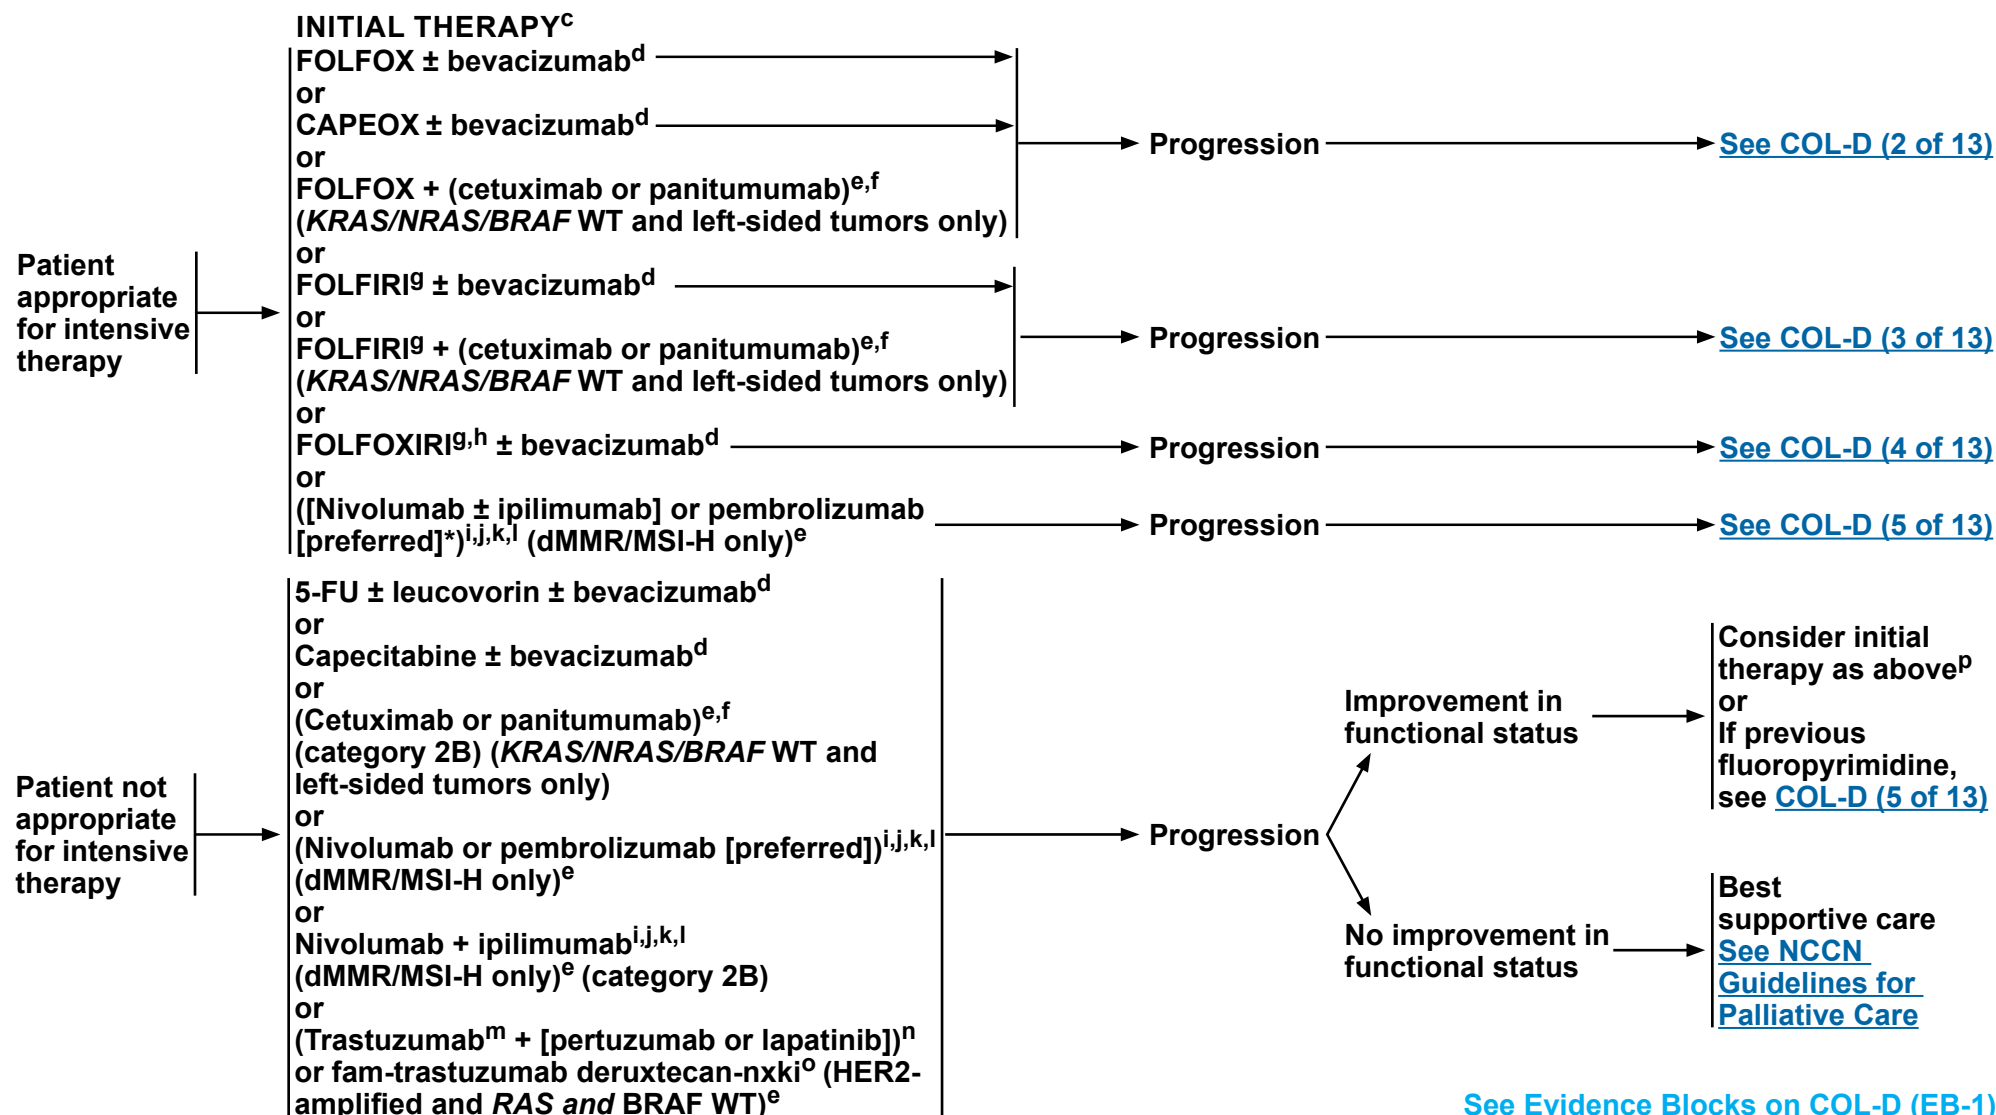 INITIAL THERAPYᶜ
Patient
appropriate
for intensive
therapy
FOLFOX ± bevacizumabᵈ
or
CAPEOX ± bevacizumabᵈ
or
FOLFOX + (cetuximab or panitumumab)ᵉ,ᶠ
(KRAS/NRAS/BRAF WT and left-sided tumors only)
or
FOLFIRIᵍ ± bevacizumabᵈ
or
FOLFIRIᵍ + (cetuximab or panitumumab)ᵉ,ᶠ
(KRAS/NRAS/BRAF WT and left-sided tumors only)
or
FOLFOXIRIᵍ,ʰ ± bevacizumabᵈ
or
([Nivolumab ± ipilimumab] or pembrolizumab
[preferred]*)ⁱ,ʲ,ᵏ,ˡ (dMMR/MSI-H only)ᵉ
Progression
See COL-D (2 of 13)
Progression
See COL-D (3 of 13)
Progression
See COL-D (4 of 13)
Progression
See COL-D (5 of 13)
Patient not
appropriate
for intensive
therapy
5-FU ± leucovorin ± bevacizumabᵈ
or
Capecitabine ± bevacizumabᵈ
or
(Cetuximab or panitumumab)ᵉ,ᶠ
(category 2B) (KRAS/NRAS/BRAF WT and
left-sided tumors only)
or
(Nivolumab or pembrolizumab [preferred])ⁱ,ʲ,ᵏ,ˡ
(dMMR/MSI-H only)ᵉ
or
Nivolumab + ipilimumabⁱ,ʲ,ᵏ,ˡ
(dMMR/MSI-H only)ᵉ (category 2B)
or
(Trastuzumabᵐ + [pertuzumab or lapatinib])ⁿ
or fam-trastuzumab deruxtecan-nxkiᵒ (HER2-
amplified and RAS and BRAF WT)ᵉ
Progression
Improvement in
functional status
Consider initial
therapy as aboveᵖ
or
If previous
fluoropyrimidine,
see COL-D (5 of 13)
No improvement in
functional status
Best
supportive care
See NCCN
Guidelines for
Palliative Care
See Evidence Blocks on COL-D (EB-1)